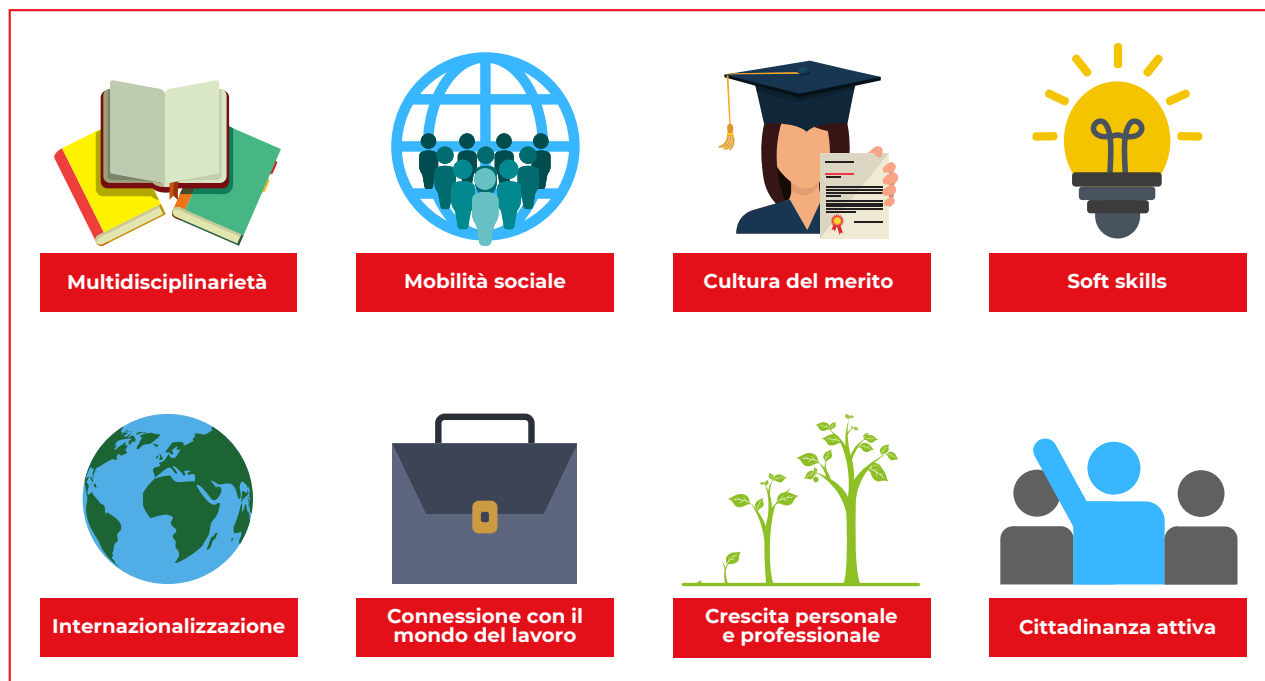 Multidisciplinarietà
Mobilità sociale
Cultura del merito
Soft skills
Internazionalizzazione
Connessione con il
mondo del lavoro
Crescita personale
e professionale
Cittadinanza attiva